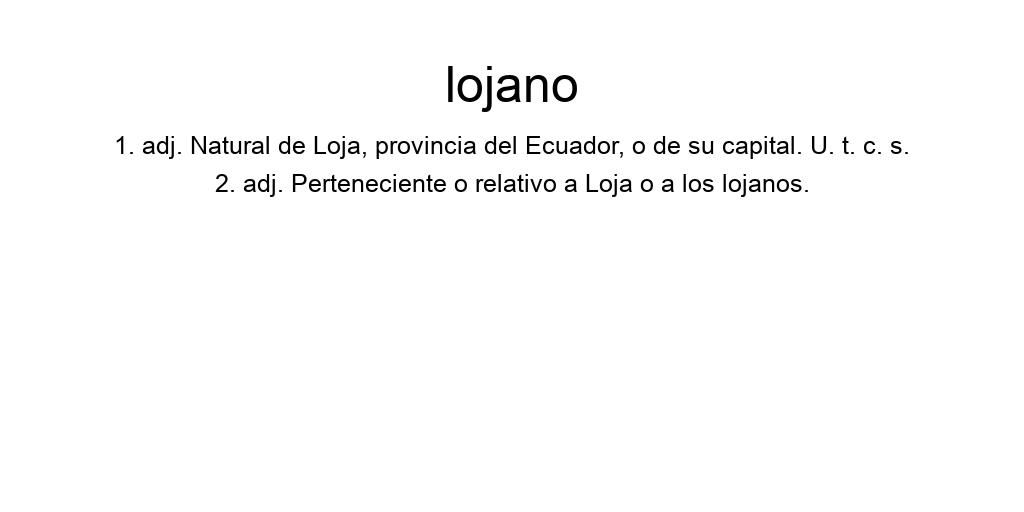 lojano
1. adj. Natural de Loja, provincia del Ecuador, o de su capital. U. t. c. s.
2. adj. Perteneciente o relativo a Loja o a los lojanos.